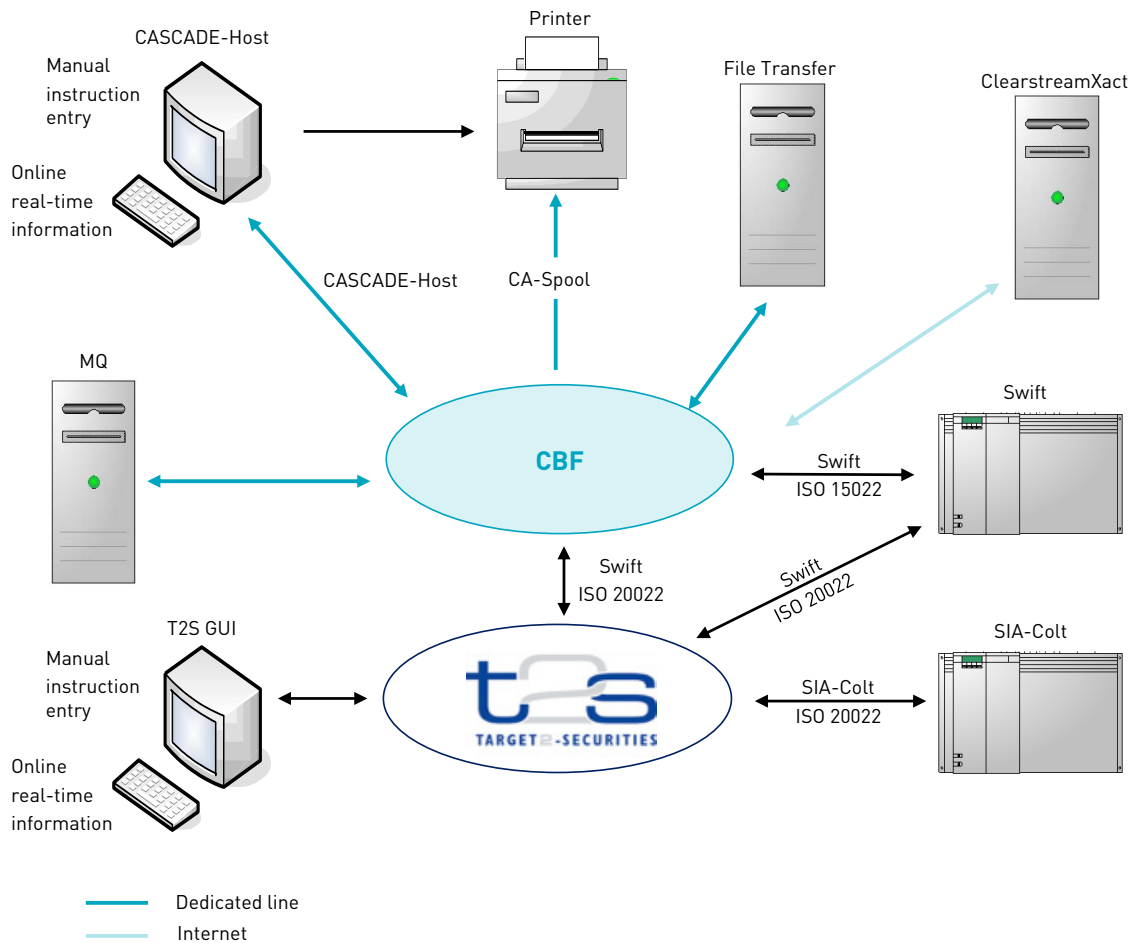 Printer
CASCADE-Host
Manual
instruction
entry
File Transfer
ClearstreamXact
Online
real-time
information
CASCADE-Host
CA-Spool
MQ
Swift
CBF
Swift
ISO 15022
Swift
ISO 20022
Swift
ISO 20022
T2S GUI
SIA-Colt
Manual
instruction
entry
t2s
TARGET2-SECURITIES
SIA-Colt
ISO 20022
Online
real-time
information
Dedicated line
Internet